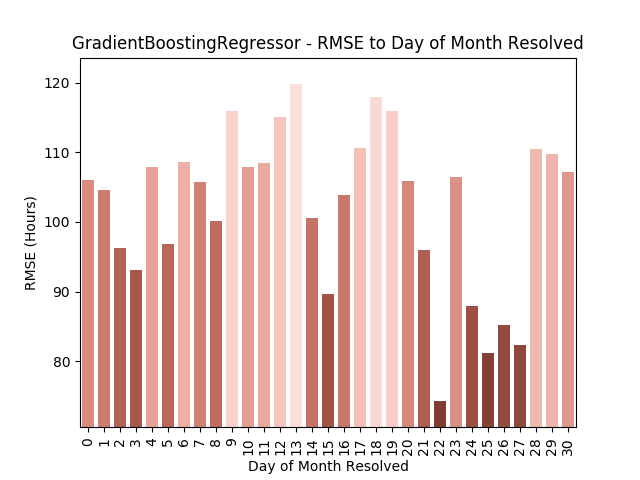 GradientBoostingRegressor - RMSE to Day of Month Resolved
120
110
100
90
80
RMSE (Hours)
0 1 2 3 4 5 6 7 8 9 10 11 12 13 14 15 16 17 18 19 20 21 22 23 24 25 26 27 28 29 30
Day of Month Resolved